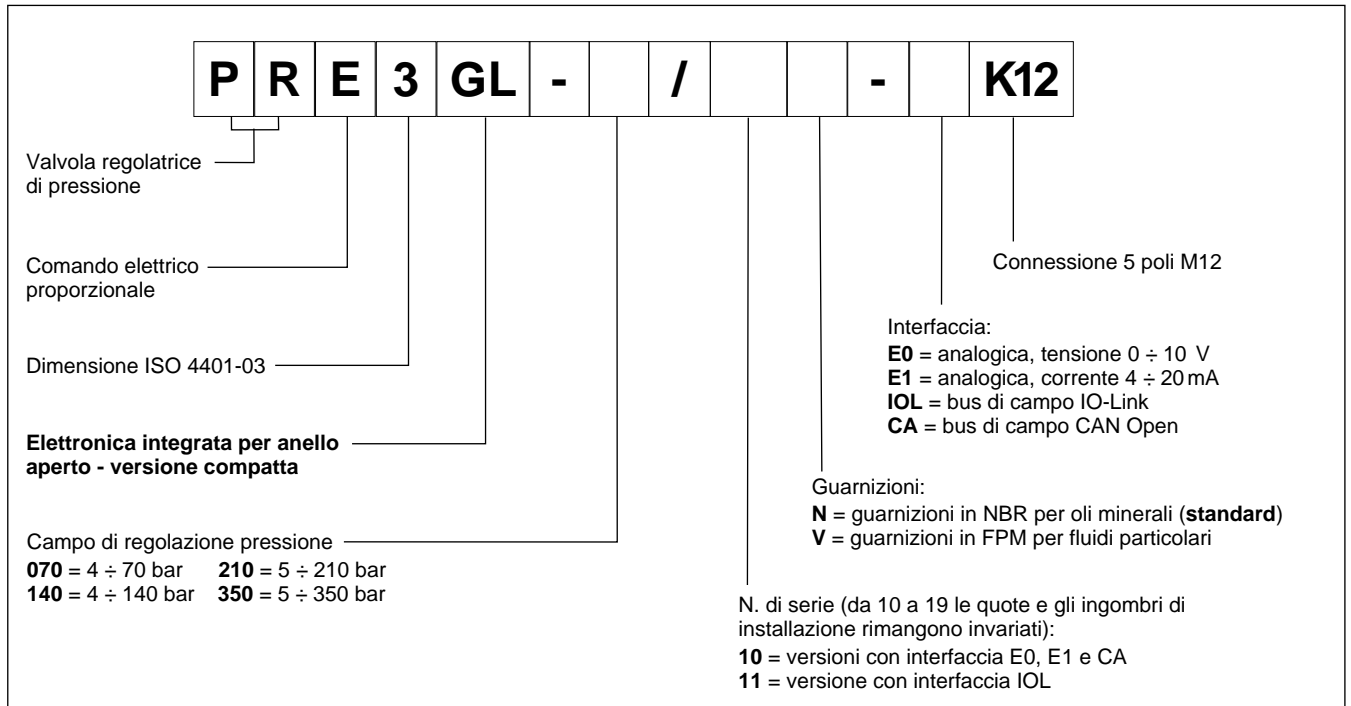 P R E 3 GL - / - K12
Valvola regolatrice
di pressione
Comando elettrico
proporzionale
Dimensione ISO 4401-03
Elettronica integrata per anello
aperto - versione compatta
Campo di regolazione pressione
070 = 4 ÷ 70 bar 210 = 5 ÷ 210 bar
140 = 4 ÷ 140 bar 350 = 5 ÷ 350 bar
Connessione 5 poli M12
Interfaccia:
E0 = analogica, tensione 0 ÷ 10 V
E1 = analogica, corrente 4 ÷ 20 mA
IOL = bus di campo IO-Link
CA = bus di campo CAN Open
Guarnizioni:
N = guarnizioni in NBR per oli minerali (standard)
V = guarnizioni in FPM per fluidi particolari
N. di serie (da 10 a 19 le quote e gli ingombri di
installazione rimangono invariati):
10 = versioni con interfaccia E0, E1 e CA
11 = versione con interfaccia IOL